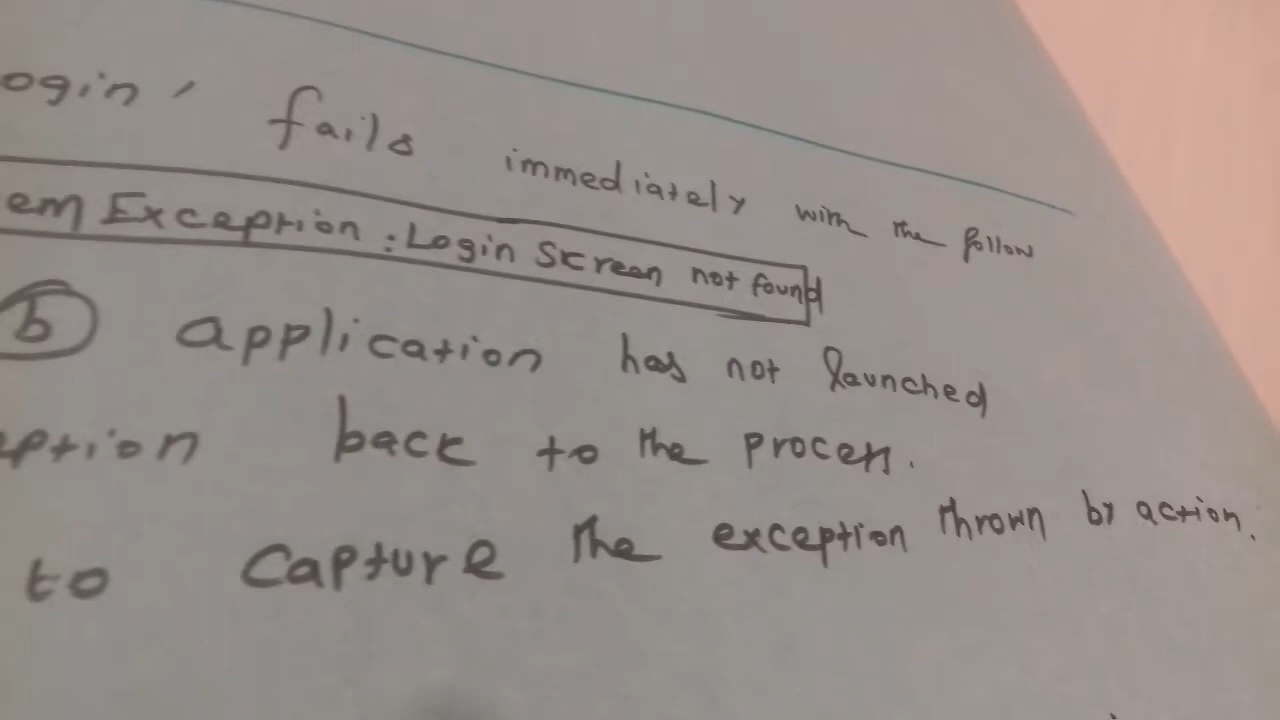 ogin' fails immediately with the follow
em Exception : Login Screen not found
b application has not launched
eption back to the process.
to capture the exception thrown by action.